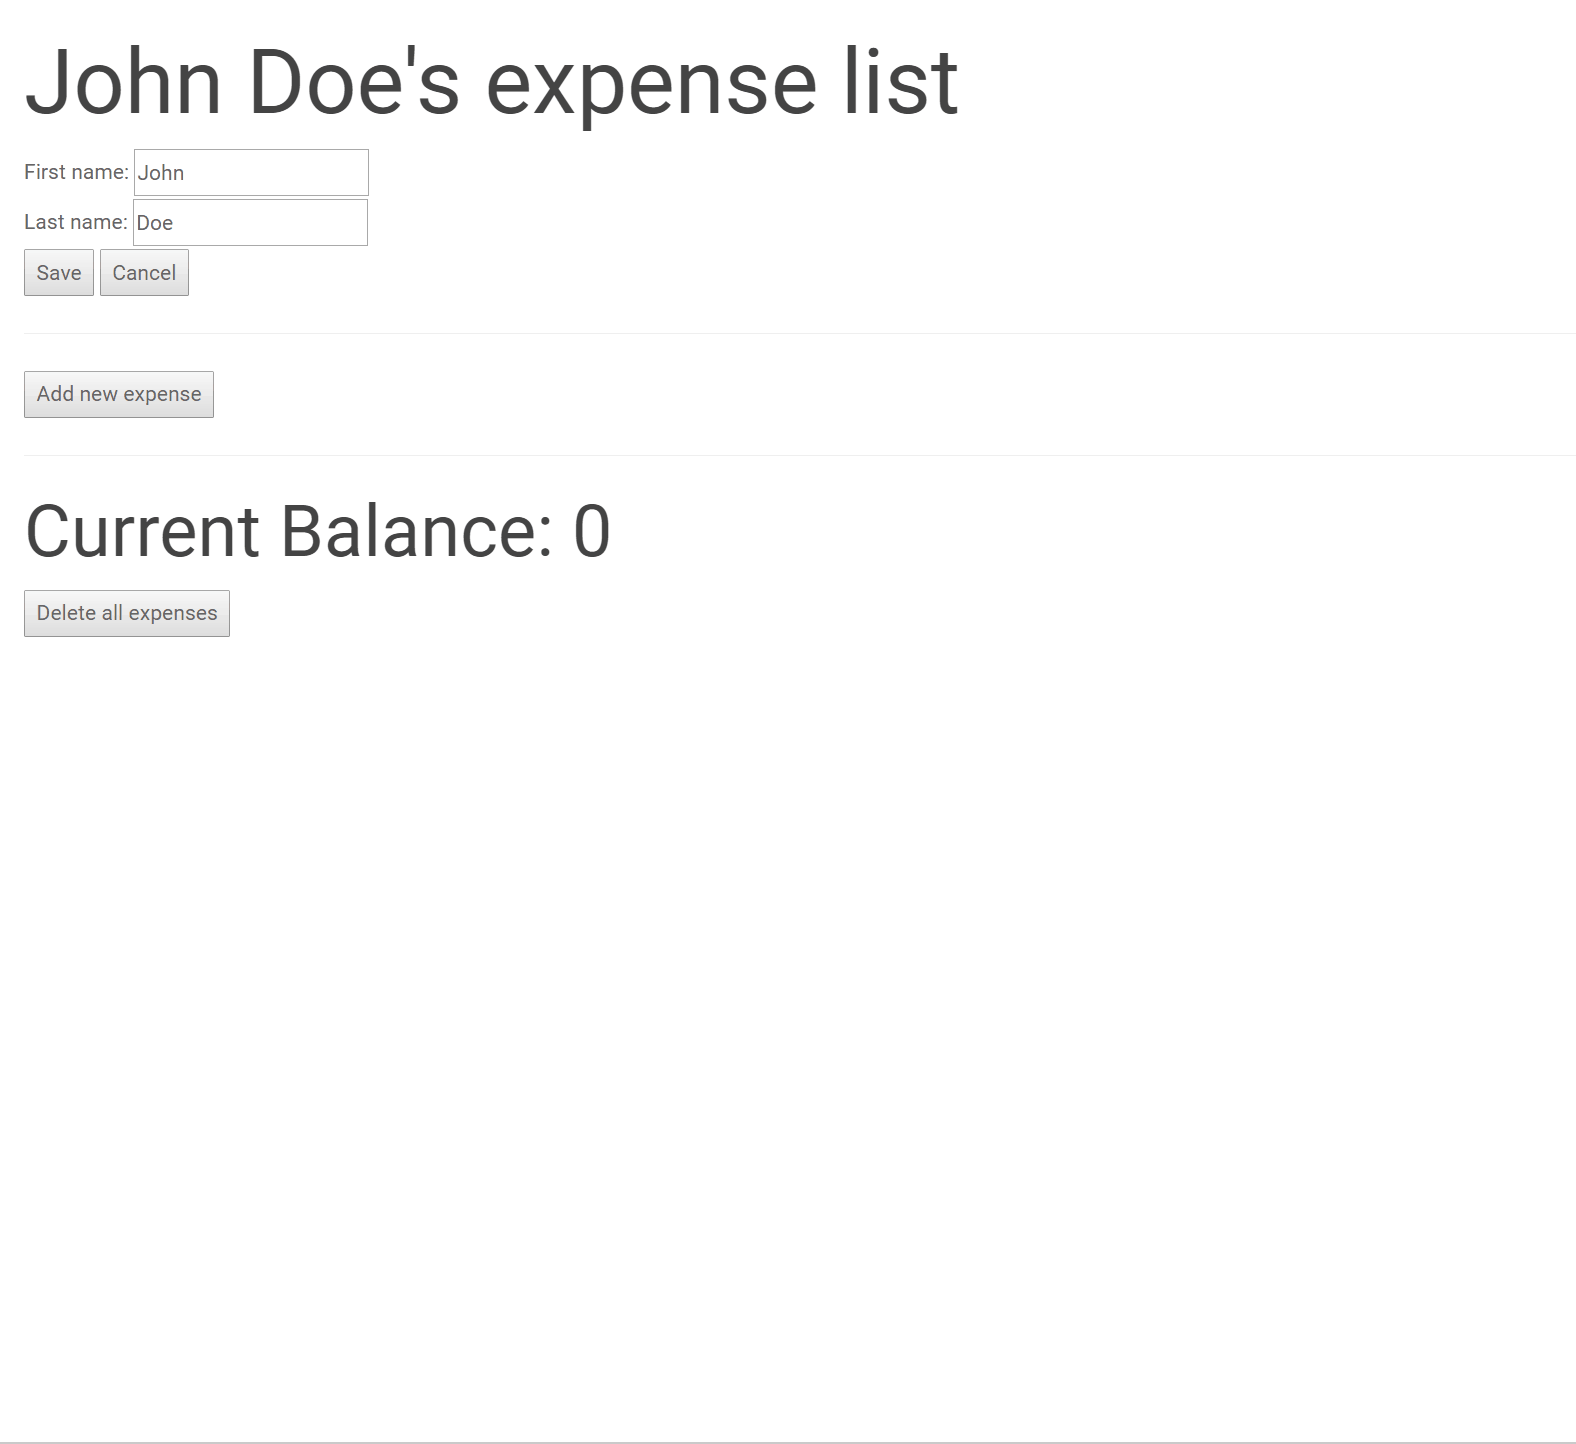 John Doe's expense list
First name: John
Last name: Doe
Save Cancel
Add new expense
Current Balance: 0
Delete all expenses